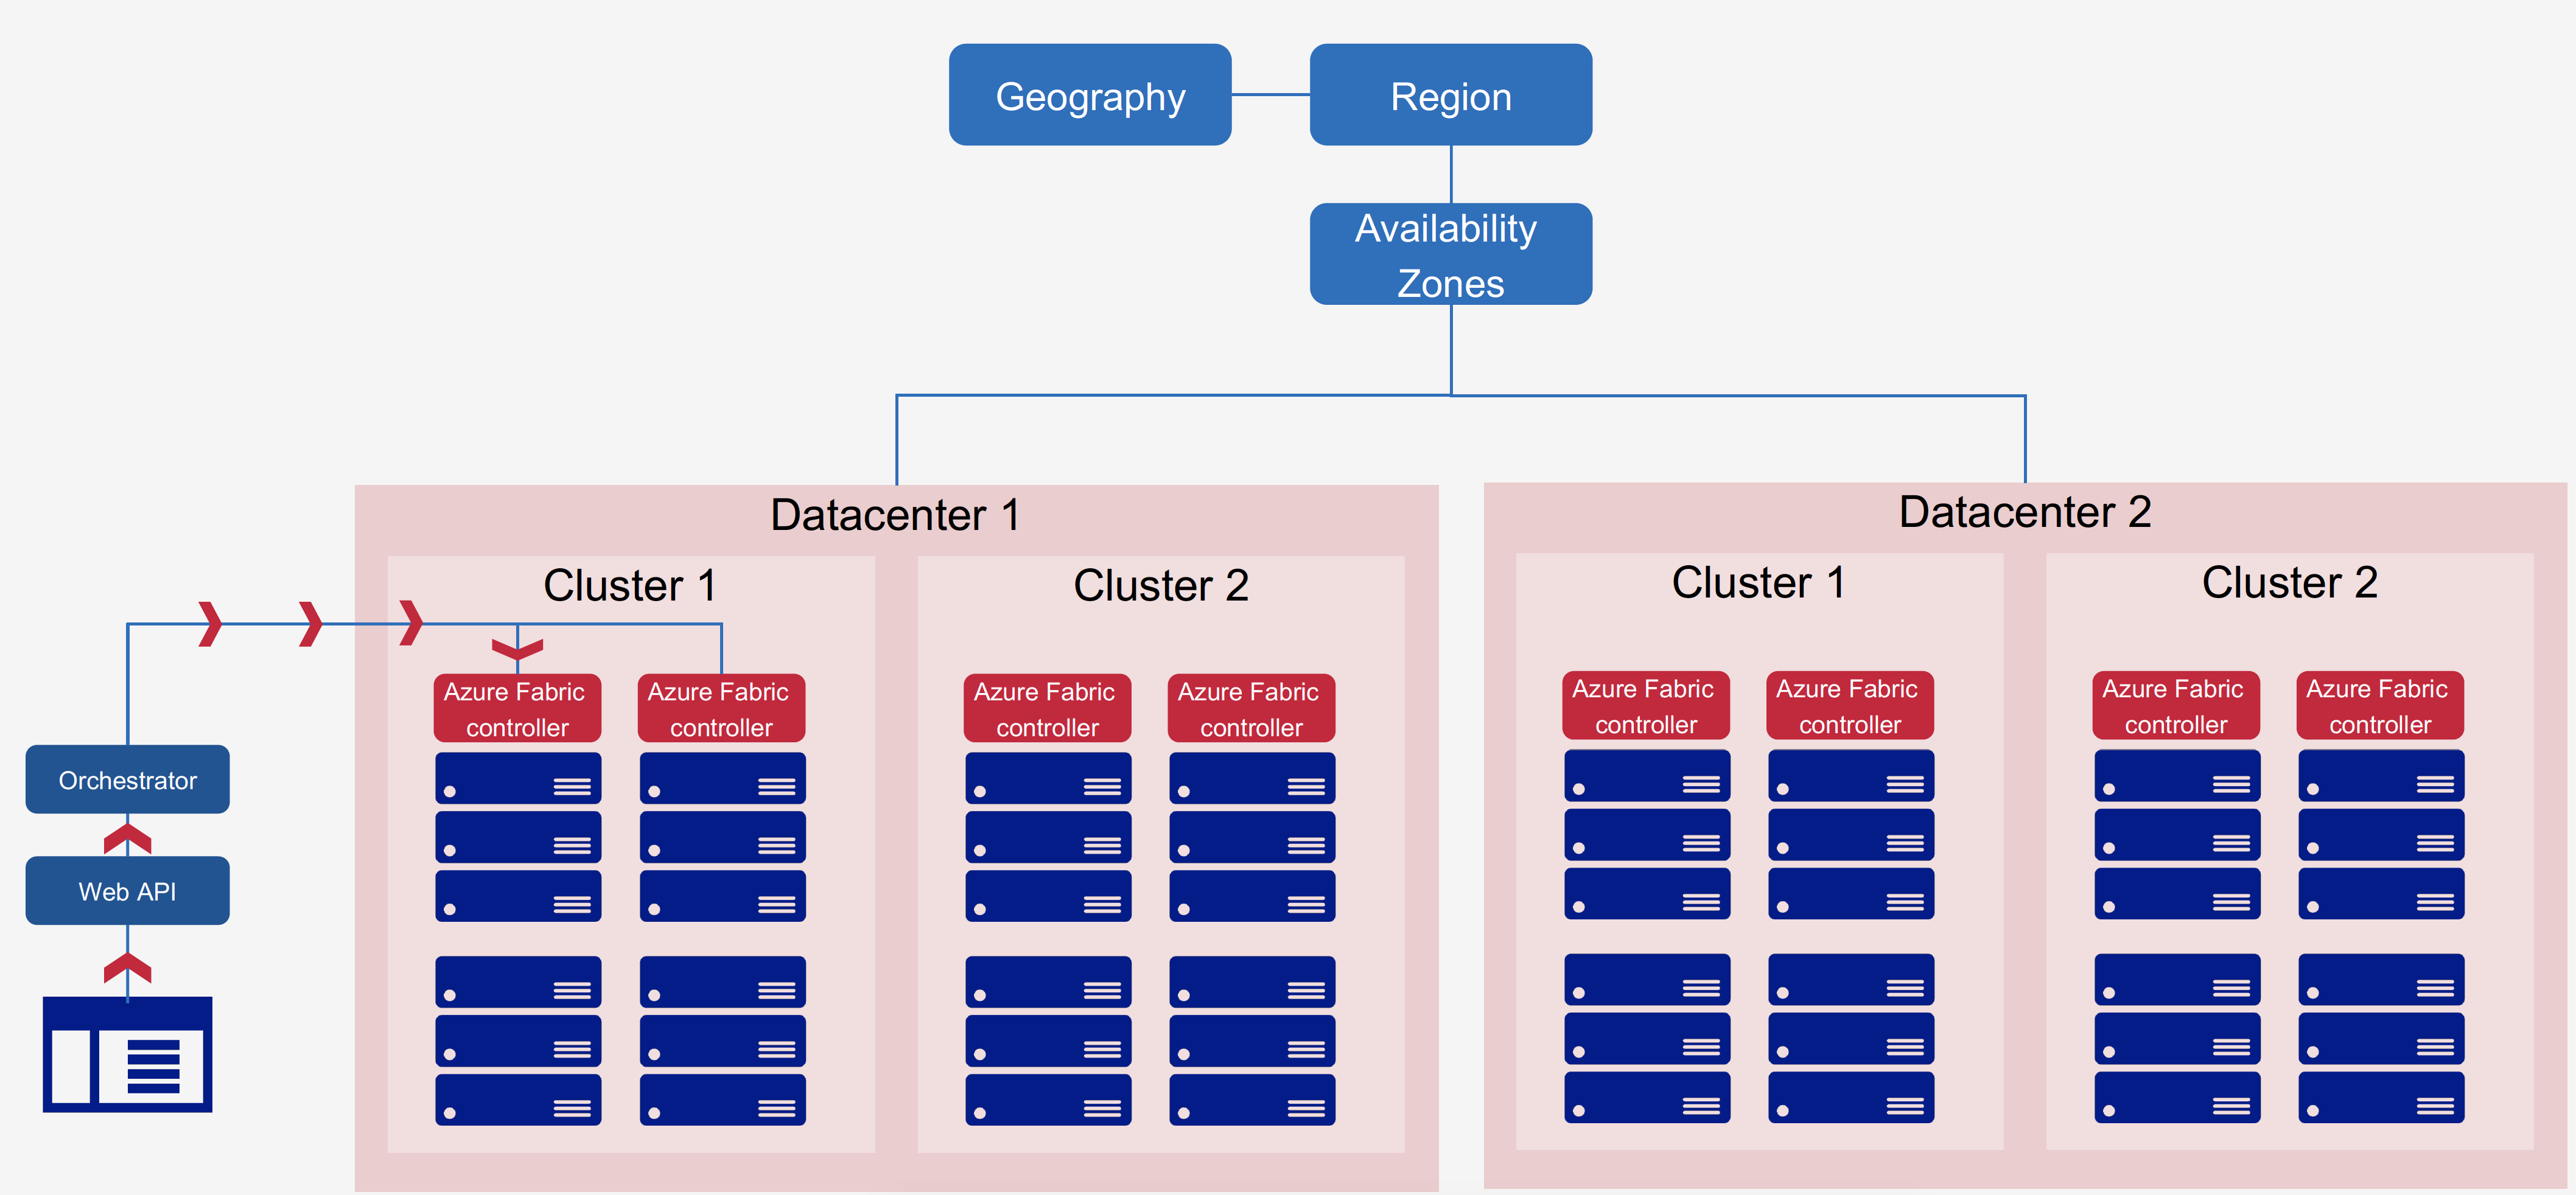 Geography
Region
Availability
Zones
Datacenter 1
Cluster 1
Cluster 2
Azure Fabric
controller
Azure Fabric
controller
Azure Fabric
controller
Azure Fabric
controller
Datacenter 2
Cluster 1
Cluster 2
Azure Fabric
controller
Azure Fabric
controller
Azure Fabric
controller
Azure Fabric
controller
Orchestrator
Web API